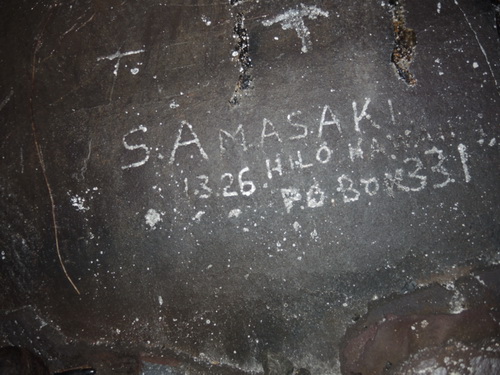 T T
S. AMASAKI
1326. HILO HAWAII
P.O. BOX 331